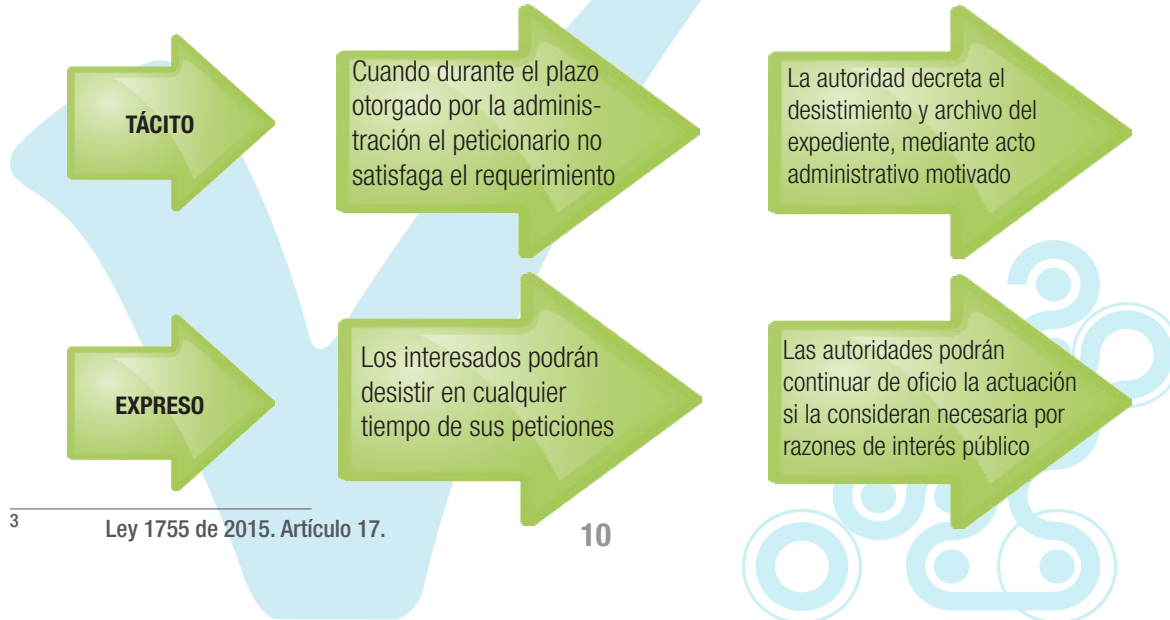 TÁCITO
Cuando durante el plazo
otorgado por la adminis-
tración el peticionario no
satisfaga el requerimiento
La autoridad decreta el
desistimiento y archivo del
expediente, mediante acto
administrativo motivado
EXPRESO
Los interesados podrán
desistir en cualquier
tiempo de sus peticiones
Las autoridades podrán
continuar de oficio la actuación
si la consideran necesaria por
razones de interés público
3 Ley 1755 de 2015. Artículo 17.
10